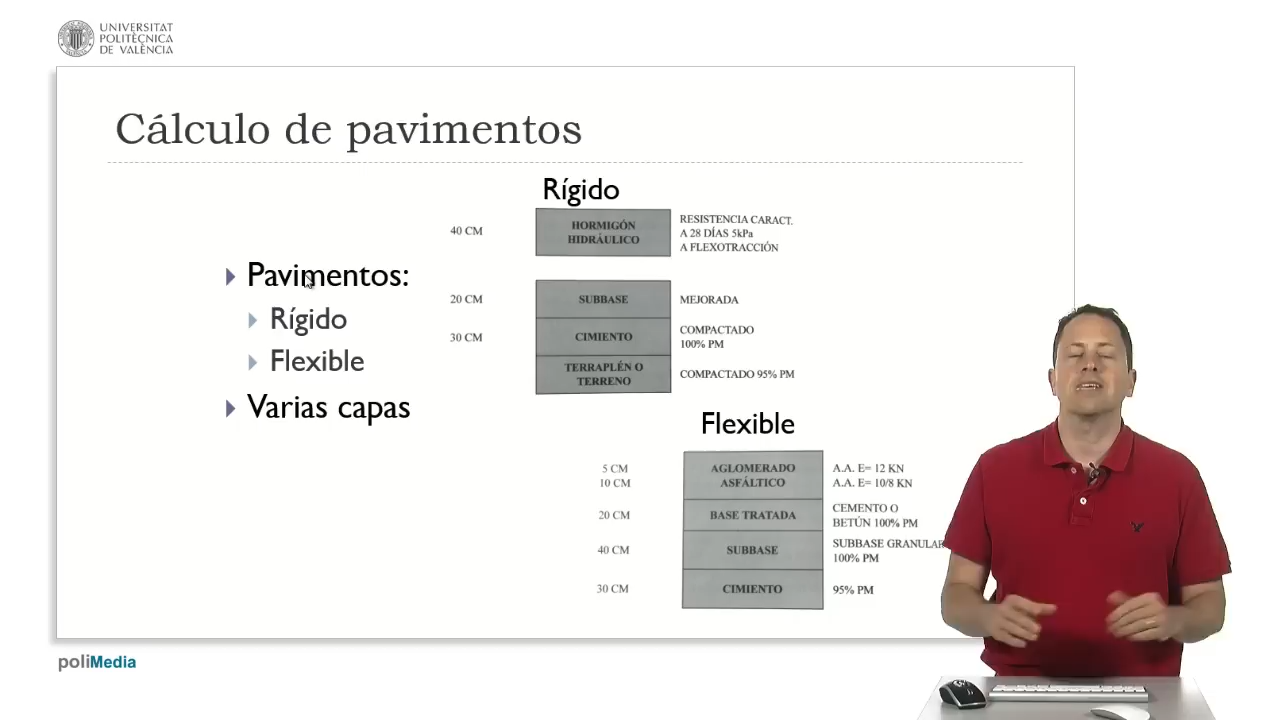 UNIVERSITAT
POLITÈCNICA
DE VALÈNCIA
Cálculo de pavimentos
Pavimentos:
Rígido
Flexible
Varias capas
Rígido
40 CM
HORMIGÓN
HIDRÁULICO
RESISTENCIA CARACT.
A 28 DÍAS 5kPa
A FLEXOTRACCIÓN
20 CM
SUBBASE
MEJORADA
30 CM
CIMIENTO
COMPACTADO
100% PM
TERRAPLÉN O
TERRENO
COMPACTADO 95% PM
Flexible
5 CM
10 CM
AGLOMERADO
ASFÁLTICO
A.A. E= 12 KN
A.A. E= 10/8 KN
20 CM
BASE TRATADA
CEMENTO O
BETÚN 100% PM
40 CM
SUBBASE
SUBBASE GRANULAR
100% PM
30 CM
CIMIENTO
95% PM
poliMedia